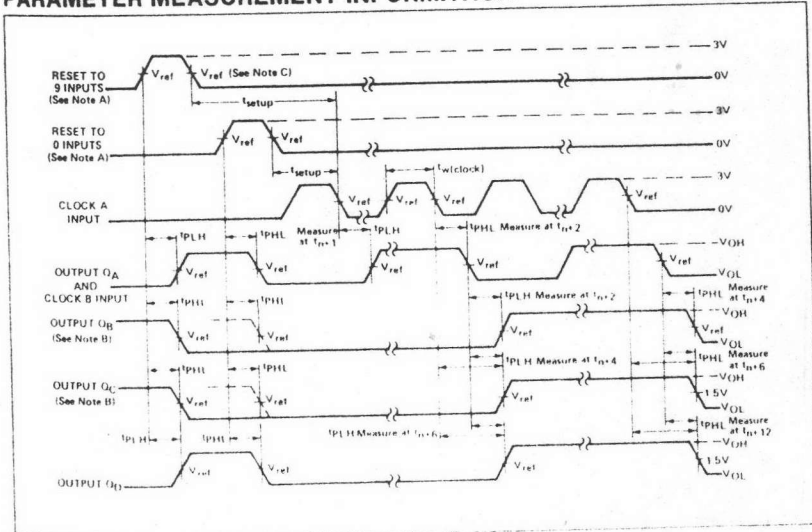 PARAMETER MEASUREMENT INFORMATION
3V
RESET TO
9 INPUTS
(See Note A)
Vref
Vref (See Note C)
0V
tsetup
3V
RESET TO
0 INPUTS
(See Note A)
Vref
Vref
0V
tsetup
tw(clock)
3V
CLOCK A
INPUT
Vref
Vref
Vref
Vref
0V
tPLH
tPHL
Measure
at tn+1
tPLH
tPHL Measure at tn+2
VOH
OUTPUT QA
AND
CLOCK B INPUT
Vref
Vref
Vref
Vref
Vref
VOL
tPHL
tPHL
tPLH Measure at tn+2
tPHL Measure
at tn+4
VOH
OUTPUT QB
(See Note B)
Vref
Vref
Vref
Vref
VOL
tPHL
tPHL
tPLH Measure at tn+4
tPHL Measure
at tn+6
VOH
OUTPUT QC
(See Note B)
Vref
Vref
Vref
1.5V
VOL
tPLH
tPHL
tPLH Measure at tn+6
tPHL Measure
at tn+12
VOH
OUTPUT QD
Vref
Vref
Vref
1.5V
VOL